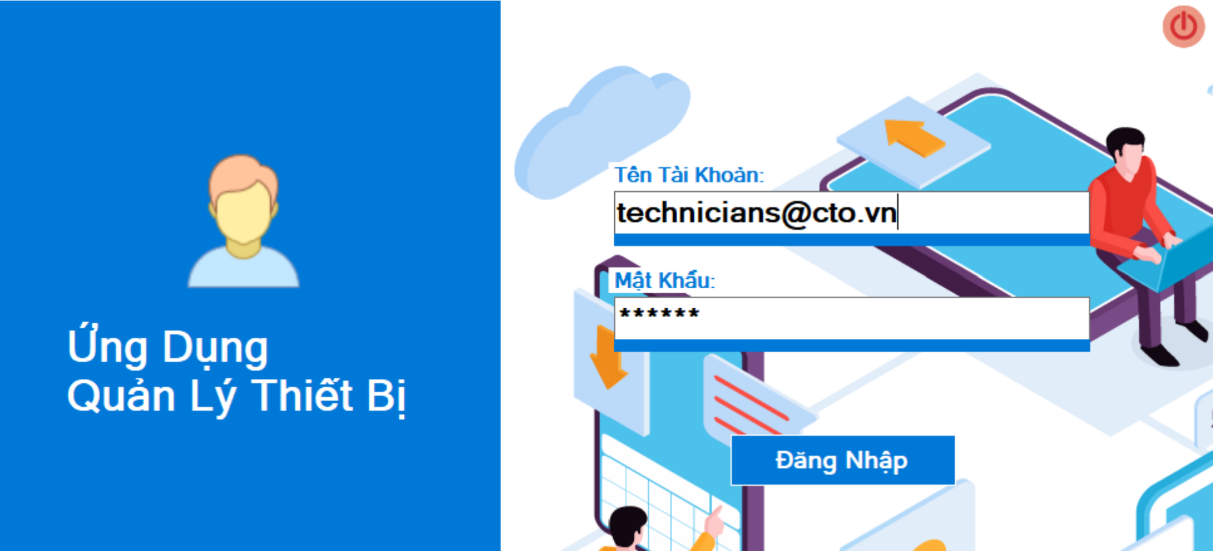 Ứng Dụng
Quản Lý Thiết Bị
Tên Tài Khoản:
technicians@cto.vn
Mật Khẩu:
******
Đăng Nhập